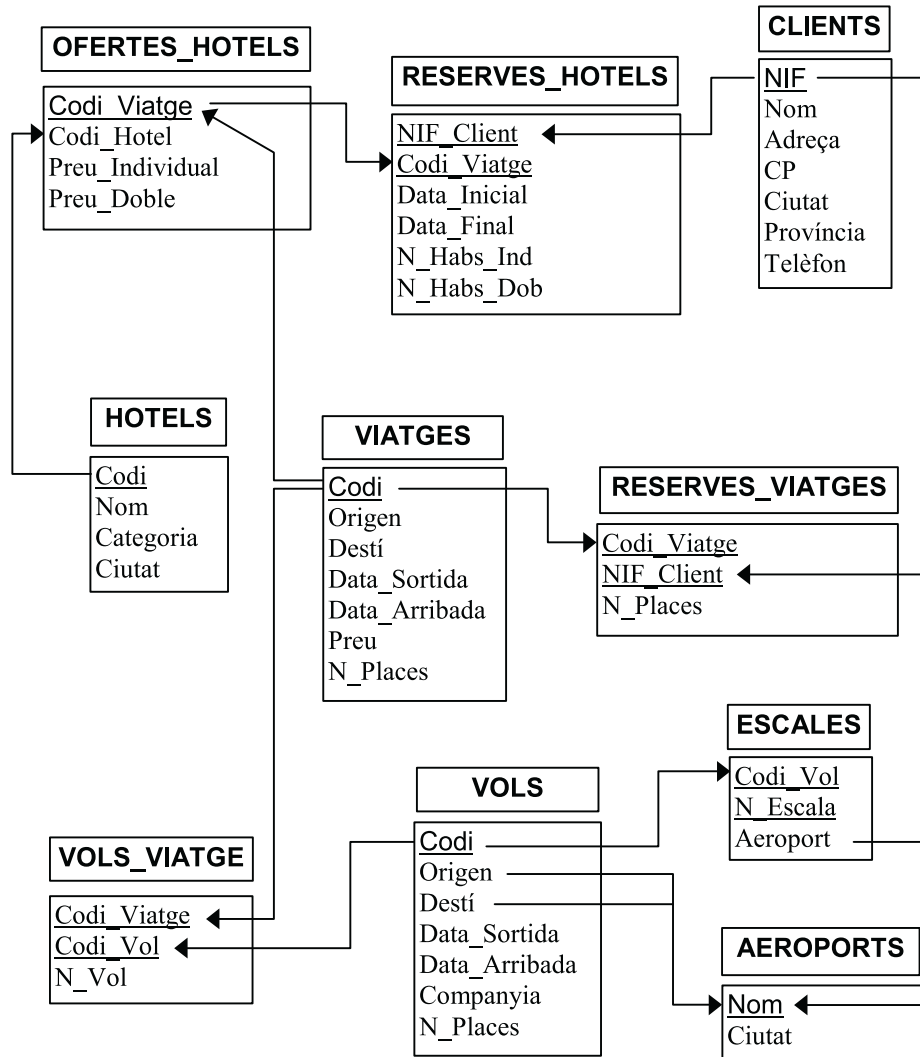 OFERTES_HOTELS
Codi_Viatge
Codi_Hotel
Preu_Individual
Preu_Doble
RESERVES_HOTELS
NIF_Client
Codi_Viatge
Data_Inicial
Data_Final
N_Habs_Ind
N_Habs_Dob
CLIENTS
NIF
Nom
Adreça
CP
Ciutat
Província
Telèfon
HOTELS
Codi
Nom
Categoria
Ciutat
VIATGES
Codi
Origen
Destí
Data_Sortida
Data_Arribada
Preu
N_Places
RESERVES_VIATGES
Codi_Viatge
NIF_Client
N_Places
VOLS_VIATGE
Codi_Viatge
Codi_Vol
N_Vol
VOLS
Codi
Origen
Destí
Data_Sortida
Data_Arribada
Companyia
N_Places
ESCALES
Codi_Vol
N_Escala
Aeroport
AEROPORTS
Nom
Ciutat